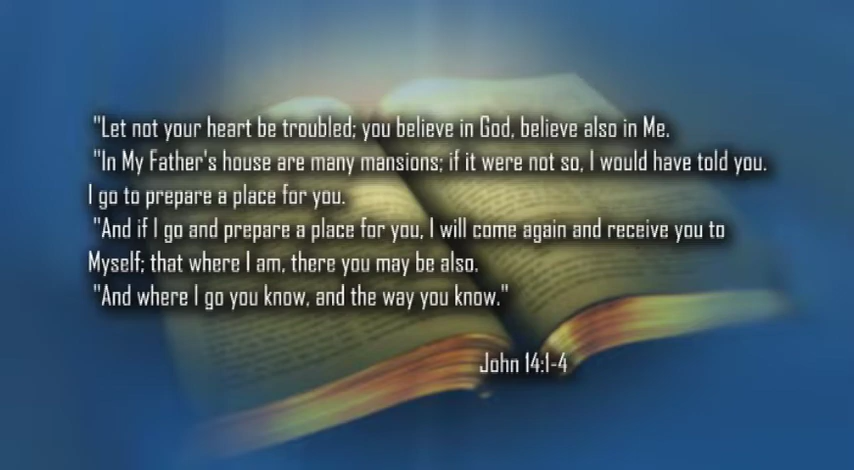 "Let not your heart be troubled; you believe in God, believe also in Me.
"In My Father's house are many mansions; if it were not so, I would have told you.
I go to prepare a place for you.
"And if I go and prepare a place for you, I will come again and receive you to
Myself; that where I am, there you may be also.
"And where I go you know, and the way you know."
John 14:1-4